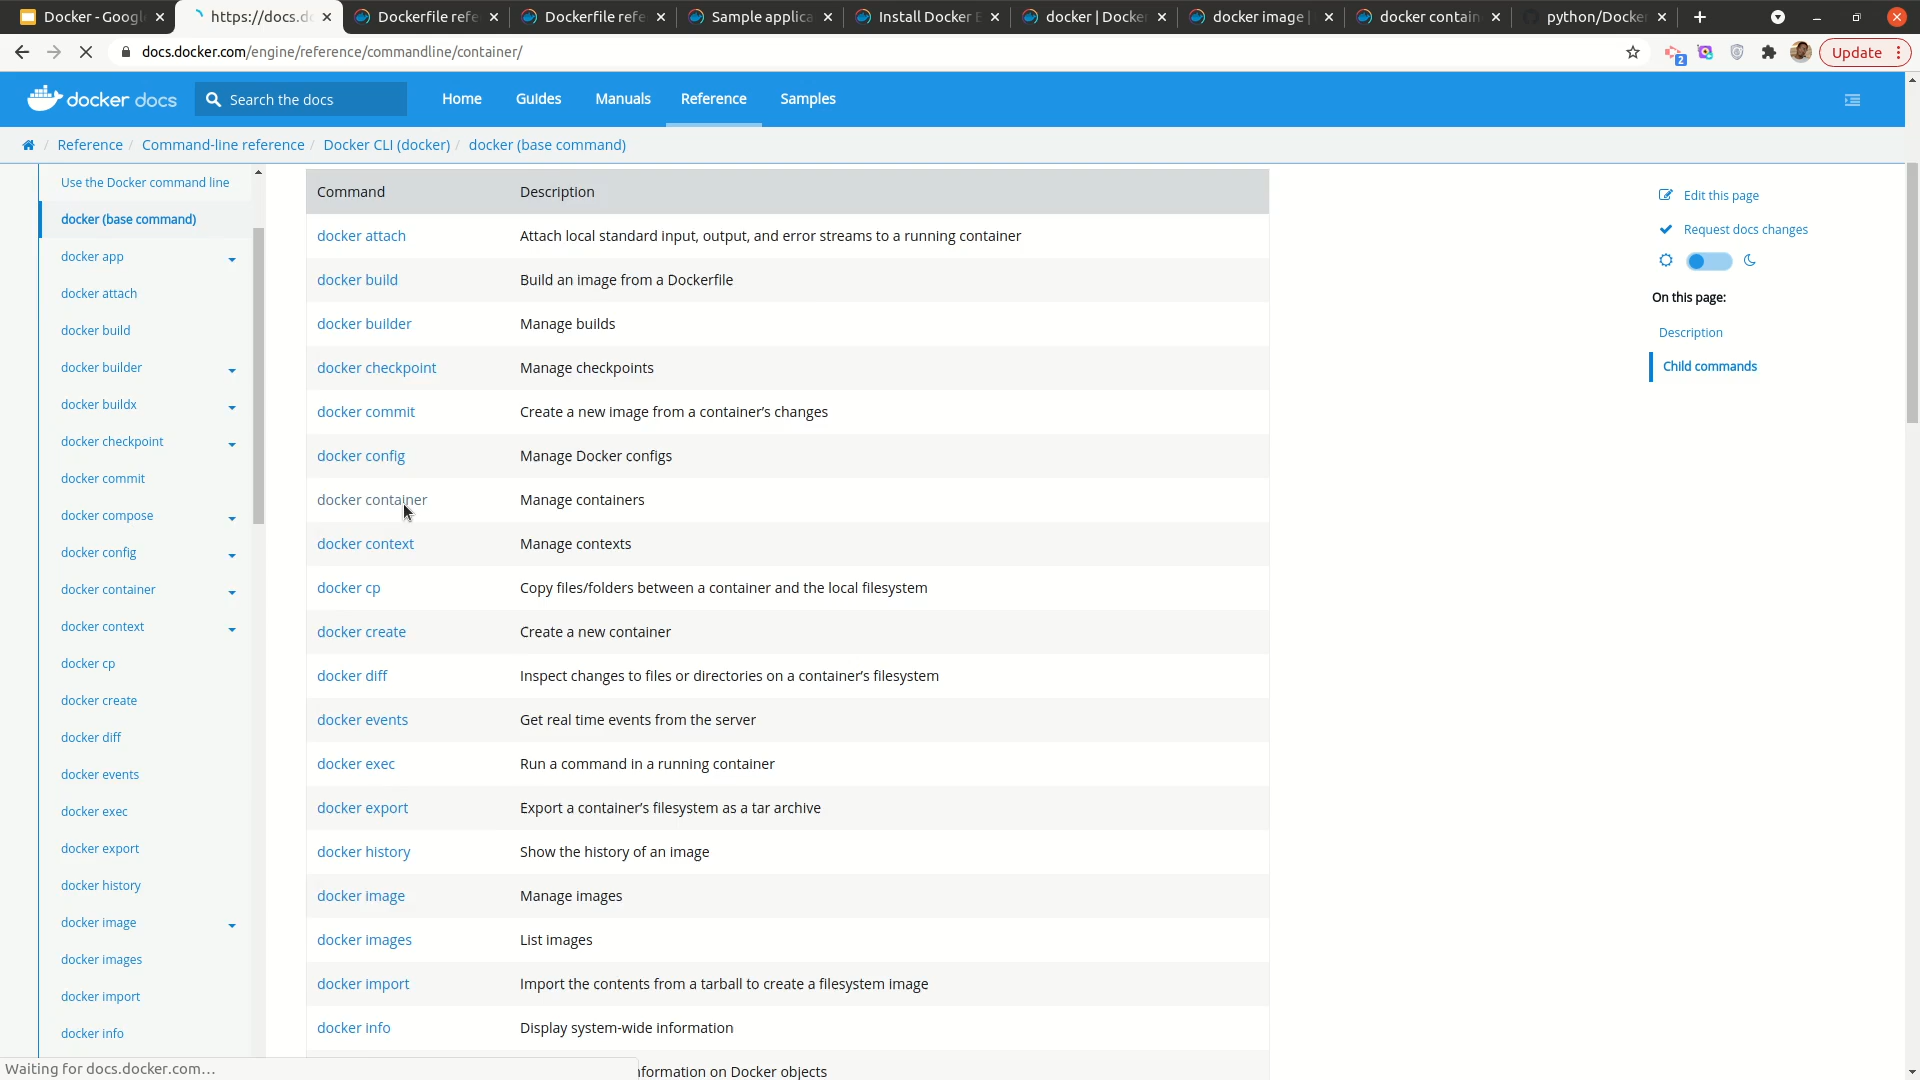 Docker - Googl
https://docs.d
Dockerfile refe
Dockerfile refe
Sample applica
Install Docker E
docker | Docke
docker image |
docker contain
python/Docker
docs.docker.com/engine/reference/commandline/container/
2
Update
docker docs
Search the docs
Home
Guides
Manuals
Reference
Samples
/ Reference / Command-line reference / Docker CLI (docker) / docker (base command)
Use the Docker command line
docker (base command)
docker app
docker attach
docker build
docker builder
docker buildx
docker checkpoint
docker commit
docker compose
docker config
docker container
docker context
docker cp
docker create
docker diff
docker events
docker exec
docker export
docker history
docker image
docker images
docker import
docker info
Command Description
docker attach Attach local standard input, output, and error streams to a running container
docker build Build an image from a Dockerfile
docker builder Manage builds
docker checkpoint Manage checkpoints
docker commit Create a new image from a container’s changes
docker config Manage Docker configs
docker container Manage containers
docker context Manage contexts
docker cp Copy files/folders between a container and the local filesystem
docker create Create a new container
docker diff Inspect changes to files or directories on a container’s filesystem
docker events Get real time events from the server
docker exec Run a command in a running container
docker export Export a container’s filesystem as a tar archive
docker history Show the history of an image
docker image Manage images
docker images List images
docker import Import the contents from a tarball to create a filesystem image
docker info Display system-wide information
nformation on Docker objects
Edit this page
Request docs changes
On this page:
Description
Child commands
Waiting for docs.docker.com...